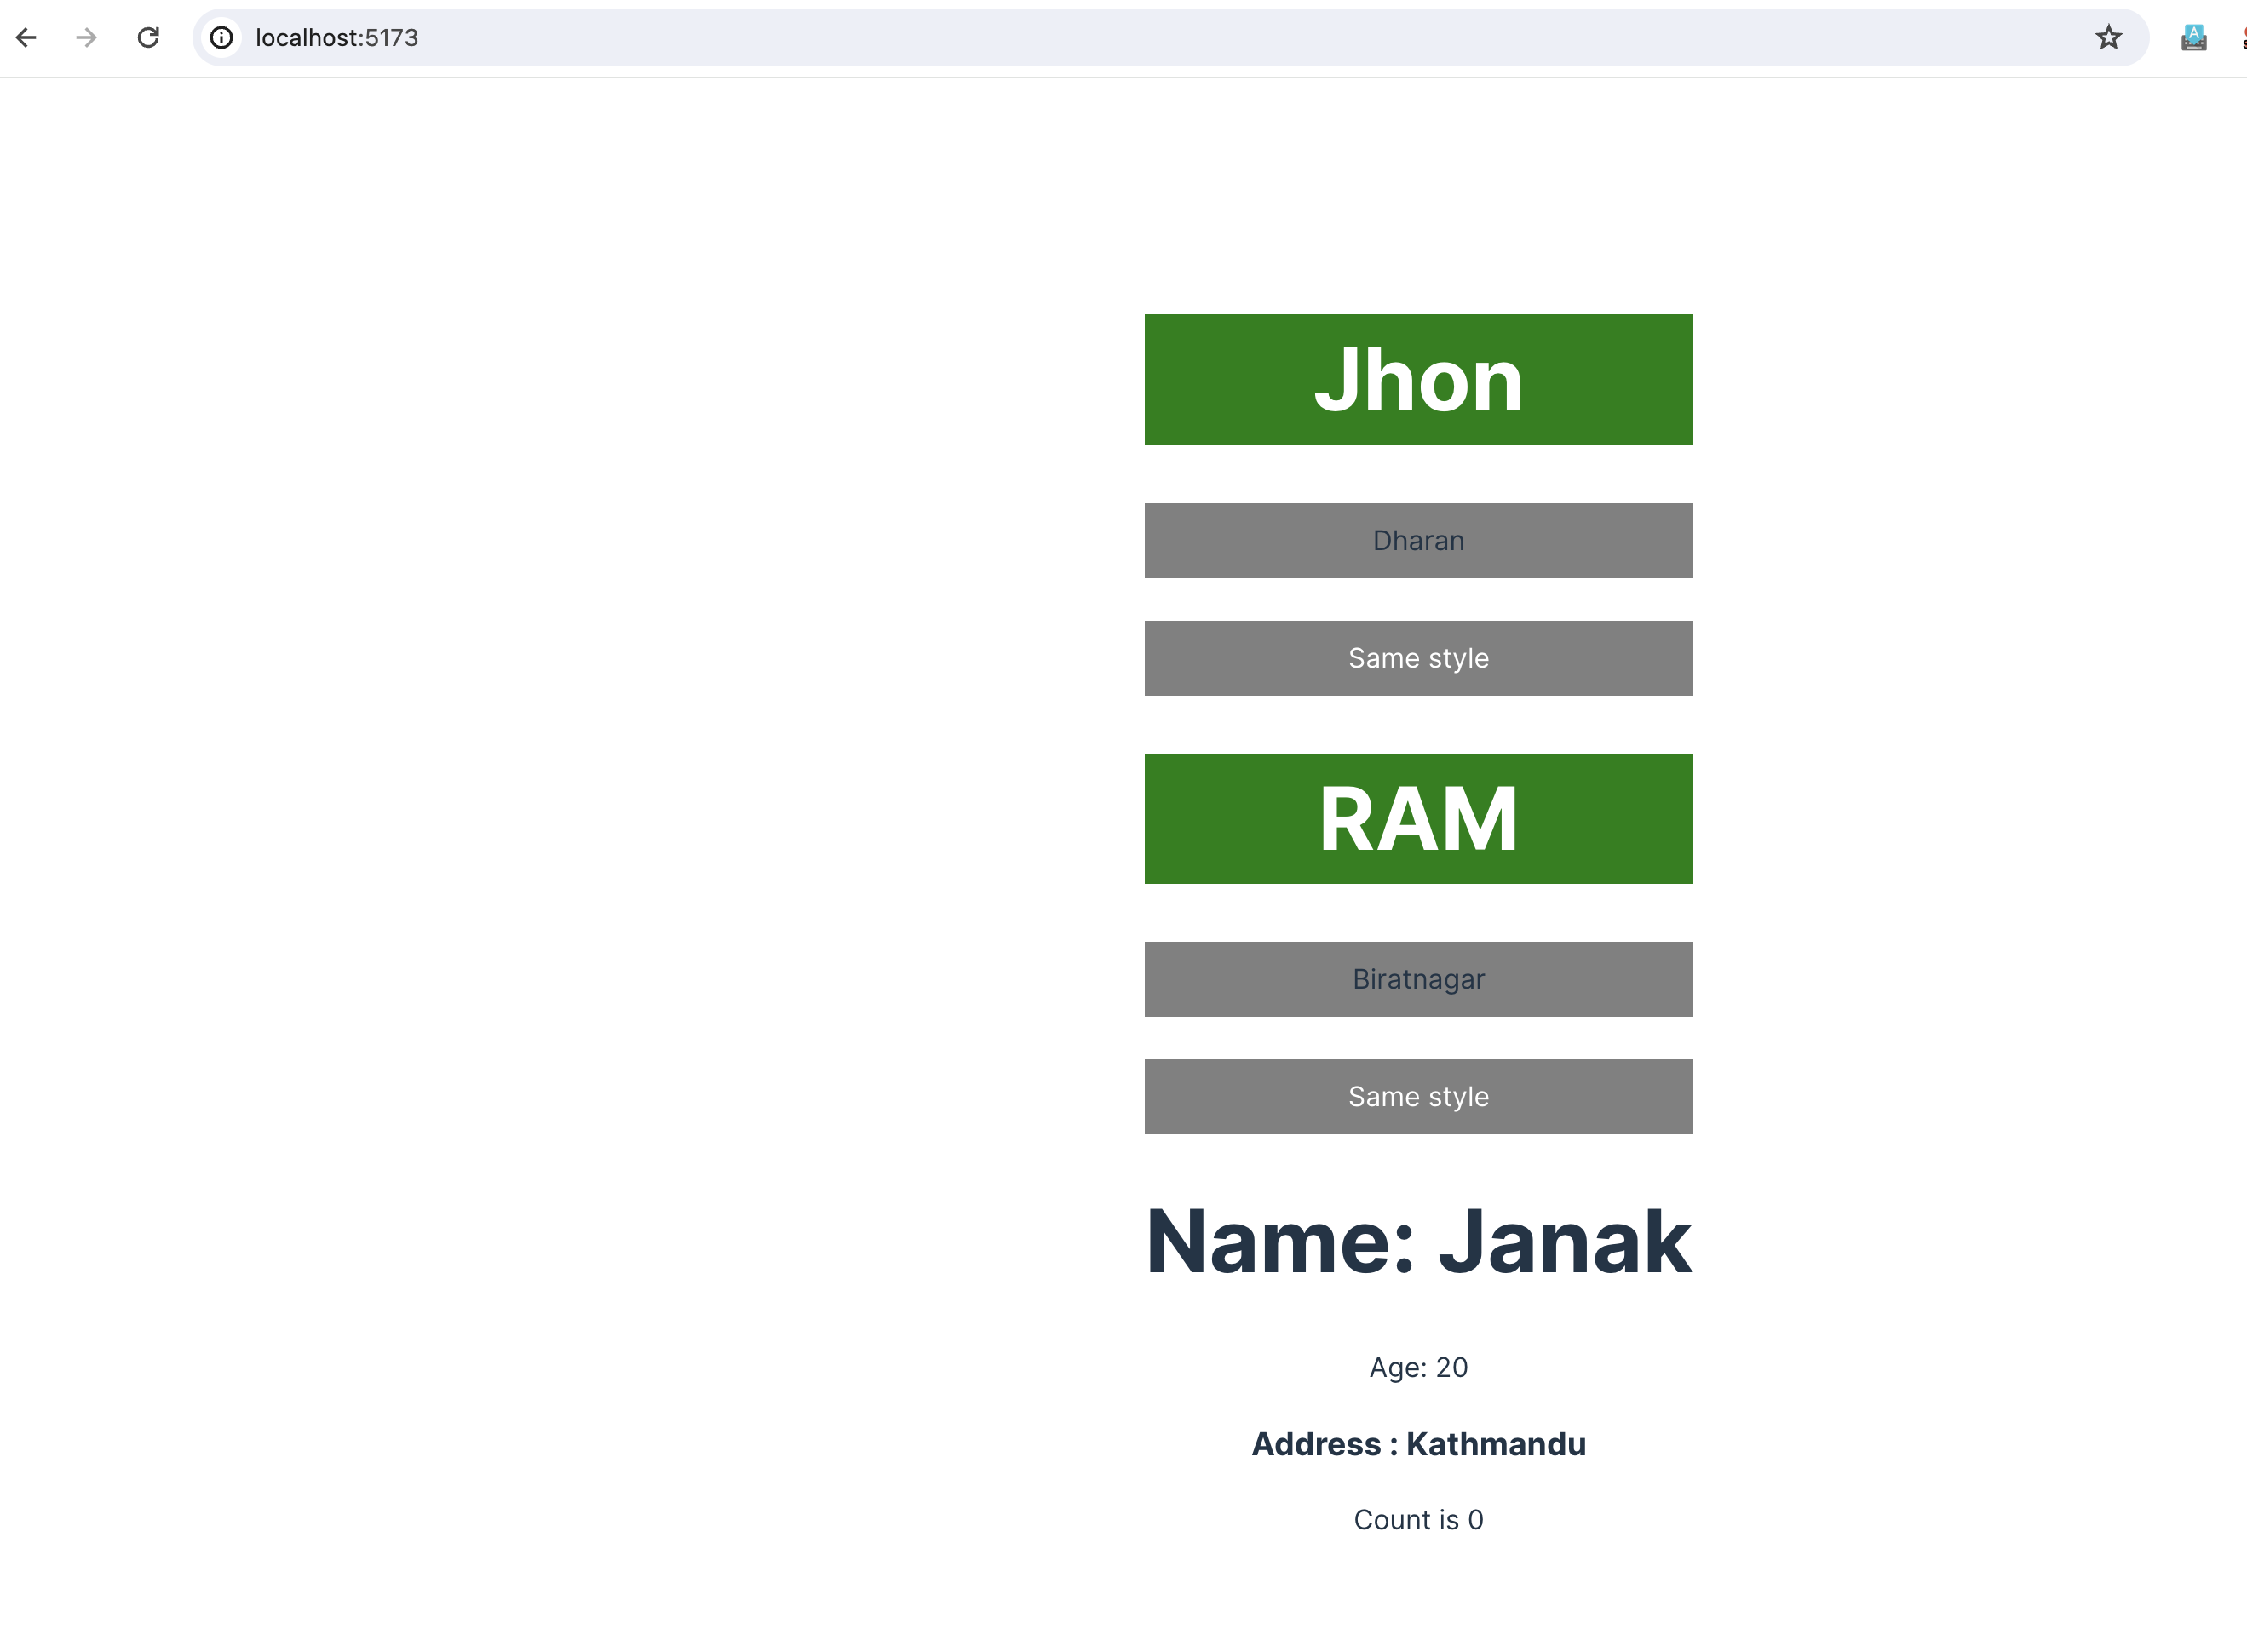 localhost:5173
Jhon
Dharan
Same style
RAM
Biratnagar
Same style
Name: Janak
Age: 20
Address : Kathmandu
Count is 0